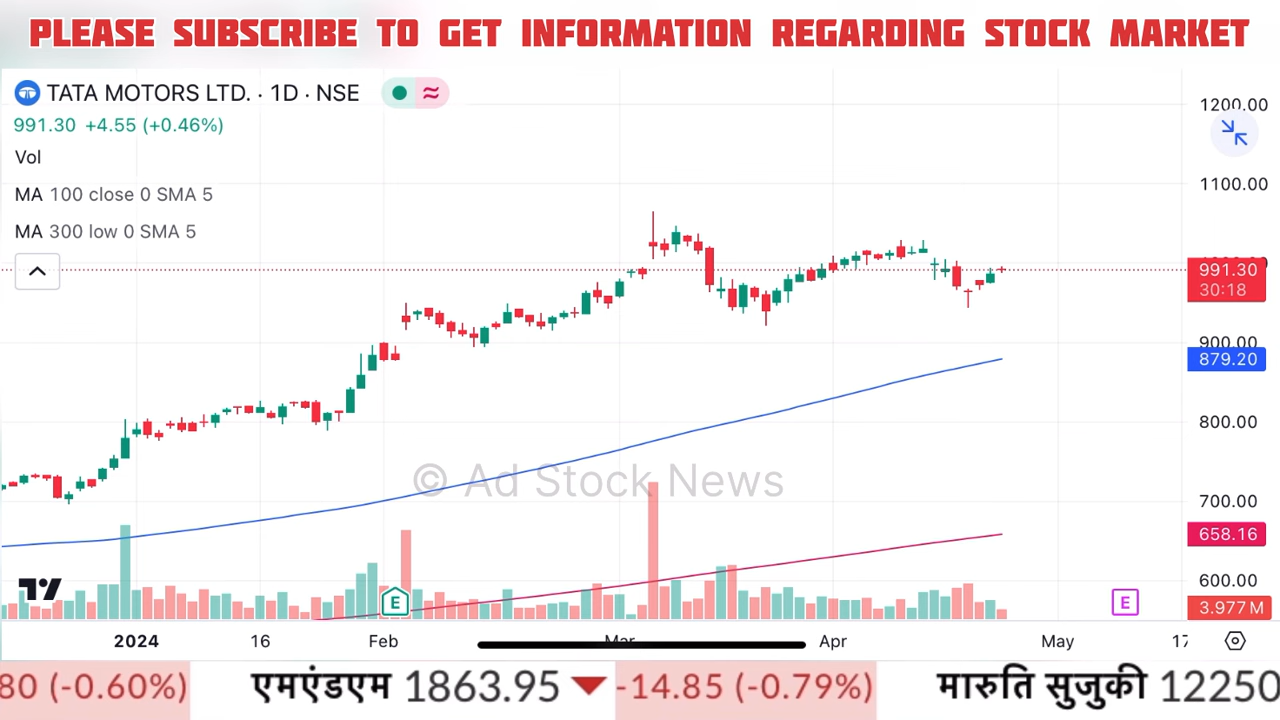 PLEASE SUBSCRIBE TO GET INFORMATION REGARDING STOCK MARKET
TATA MOTORS LTD. · 1D · NSE
991.30 +4.55 (+0.46%)
Vol
MA 100 close 0 SMA 5
MA 300 low 0 SMA 5
1200.00
1100.00
991.30
30:18
900.00
879.20
800.00
© Ad Stock News
700.00
658.16
600.00
E
E
3.977 M
2024 16 Feb Mar Apr May 17
80 (-0.60%) एमएंडएम 1863.95 -14.85 (-0.79%) मारुति सुजुकी 12250